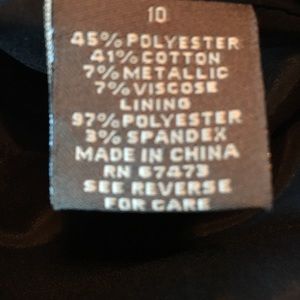 10
45% POLYESTER
41% COTTON
7% METALLIC
7% VISCOSE
LINING
97% POLYESTER
3% SPANDEX
MADE IN CHINA
RN 67473
SEE REVERSE
FOR CARE